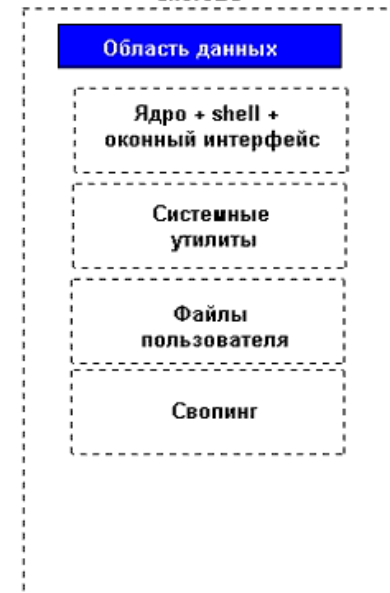 Область данных
Ядро + shell +
оконный интерфейс
Системные
утилиты
Файлы
пользователя
Свопинг